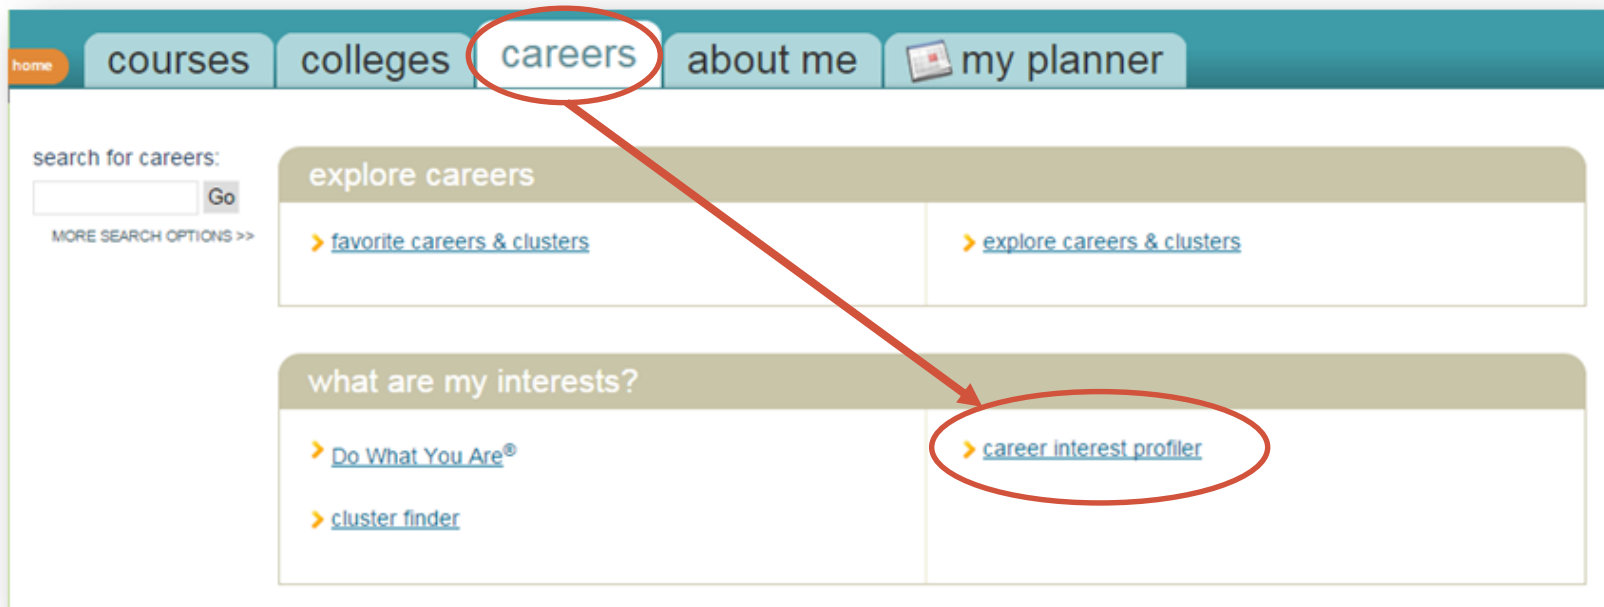 home
courses
colleges
careers
about me
my planner
search for careers:
Go
MORE SEARCH OPTIONS >>
explore careers
favorite careers & clusters
explore careers & clusters
what are my interests?
Do What You Are®
career interest profiler
cluster finder